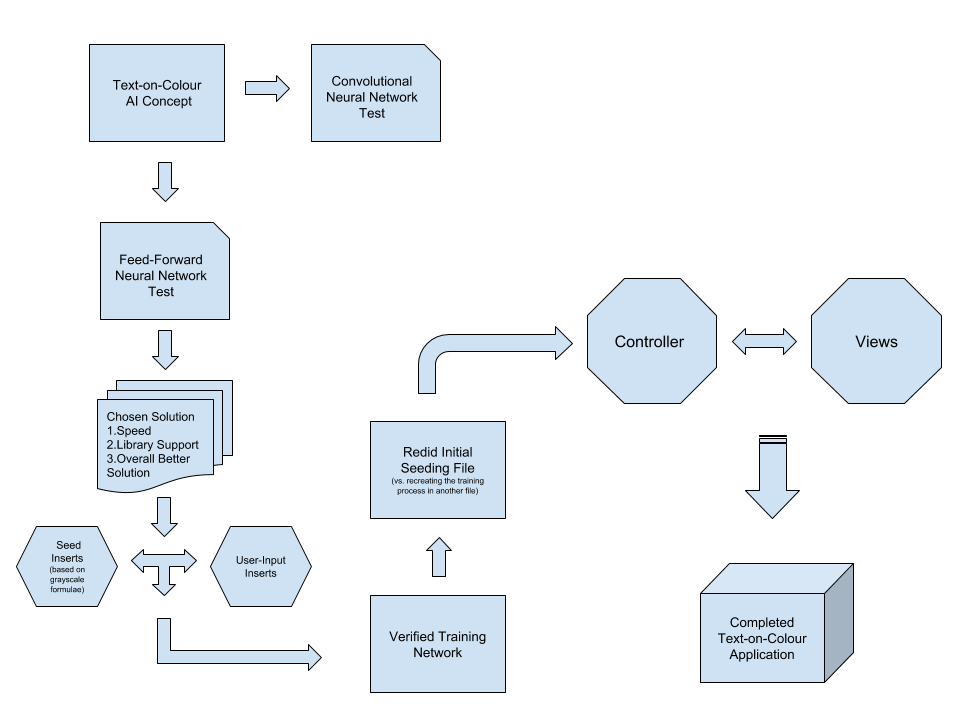 Text-on-Colour
AI Concept
Convolutional
Neural Network
Test
Feed-Forward
Neural Network
Test
Chosen Solution
1.Speed
2.Library Support
3.Overall Better
Solution
Seed
Inserts
(based on
grayscale
formulae)
User-Input
Inserts
Verified Training
Network
Redid Initial
Seeding File
(vs. recreating the training
process in another file)
Controller
Views
Completed
Text-on-Colour
Application